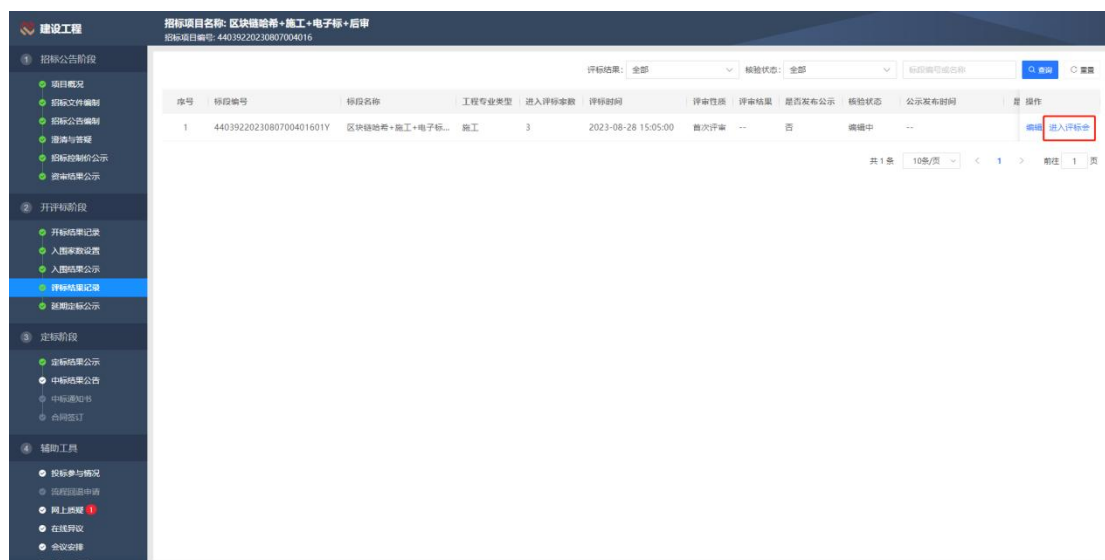 建设工程
招标项目名称: 区块链哈希+施工+电子标+后审
招标项目编号: 44039220230807004016
1 招标公告阶段
项目概况
招标文件编制
招标公告编制
澄清与答疑
招标控制价公示
资审结果公示
2 开评标阶段
开标结果记录
入围家数设置
入围结果公示
评标结果记录
延期定标公示
3 定标阶段
定标结果公示
中标结果公告
中标通知书
合同签订
4 辅助工具
投标参与情况
流程回退申请
网上质疑 1
在线异议
会议安排
评标结果: 全部 核验状态: 全部 标段编号或名称 查询 重置
序号 标段编号 标段名称 工程专业类型 进入评标家数 评标时间 评审性质 评审结果 是否发布公示 核验状态 公示发布时间 操作
1 4403922023080700401601Y 区块链哈希+施工+电子标... 施工 3 2023-08-28 15:05:00 首次评审 -- 否 编辑中 -- 编辑 进入评标会
共 1 条 10条/页 < 1 > 前往 1 页